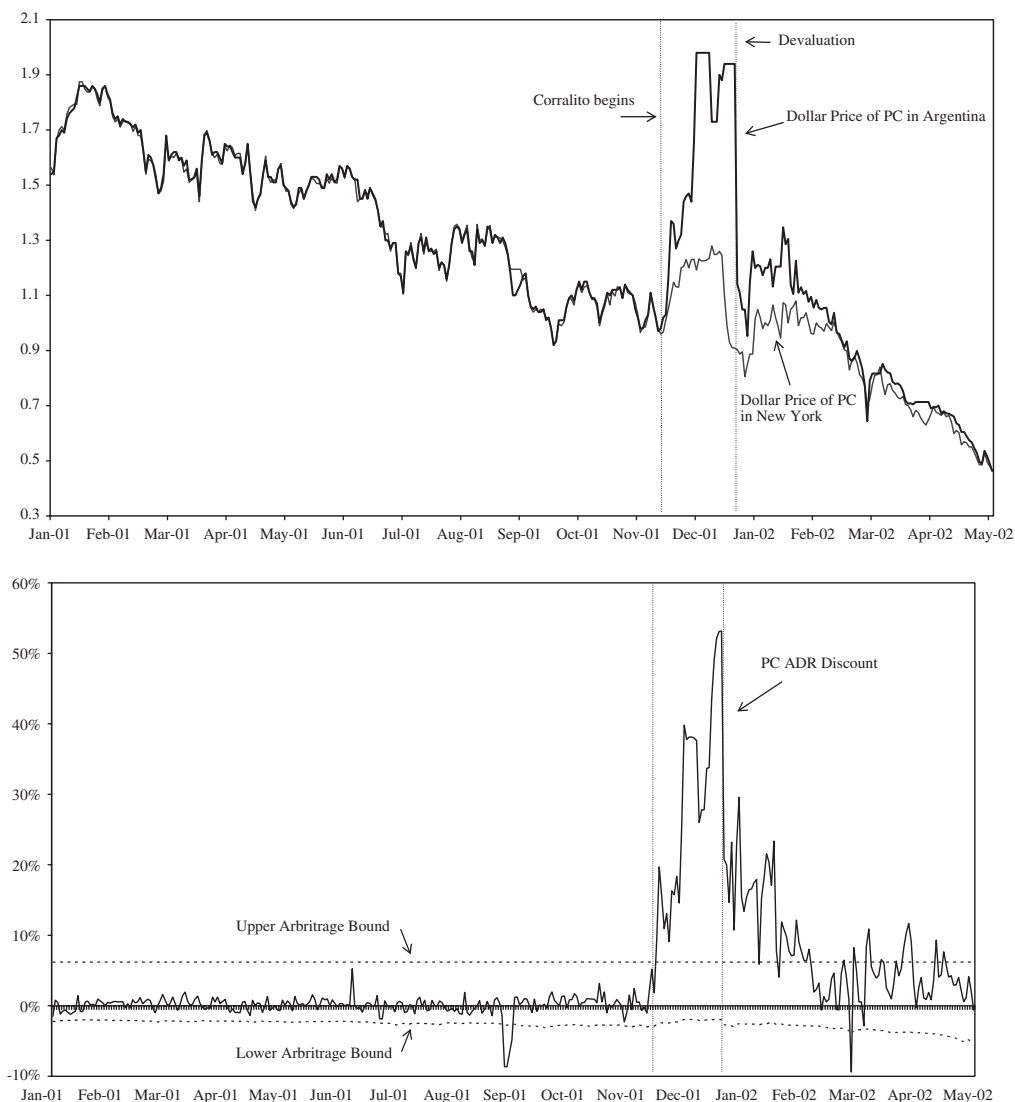 2.1
1.9
1.7
1.5
1.3
1.1
0.9
0.7
0.5
0.3
Devaluation
Corralito begins
Dollar Price of PC in Argentina
Dollar Price of PC
in New York
Jan-01 Feb-01 Mar-01 Apr-01 May-01 Jun-01 Jul-01 Aug-01 Sep-01 Oct-01 Nov-01 Dec-01 Jan-02 Feb-02 Mar-02 Apr-02 May-02
60%
50%
40%
30%
20%
10%
0%
-10%
PC ADR Discount
Upper Arbritrage Bound
Lower Arbritrage Bound
Jan-01 Feb-01 Mar-01 Apr-01 May-01 Jun-01 Jul-01 Aug-01 Sep-01 Oct-01 Nov-01 Dec-01 Jan-02 Feb-02 Mar-02 Apr-02 May-02